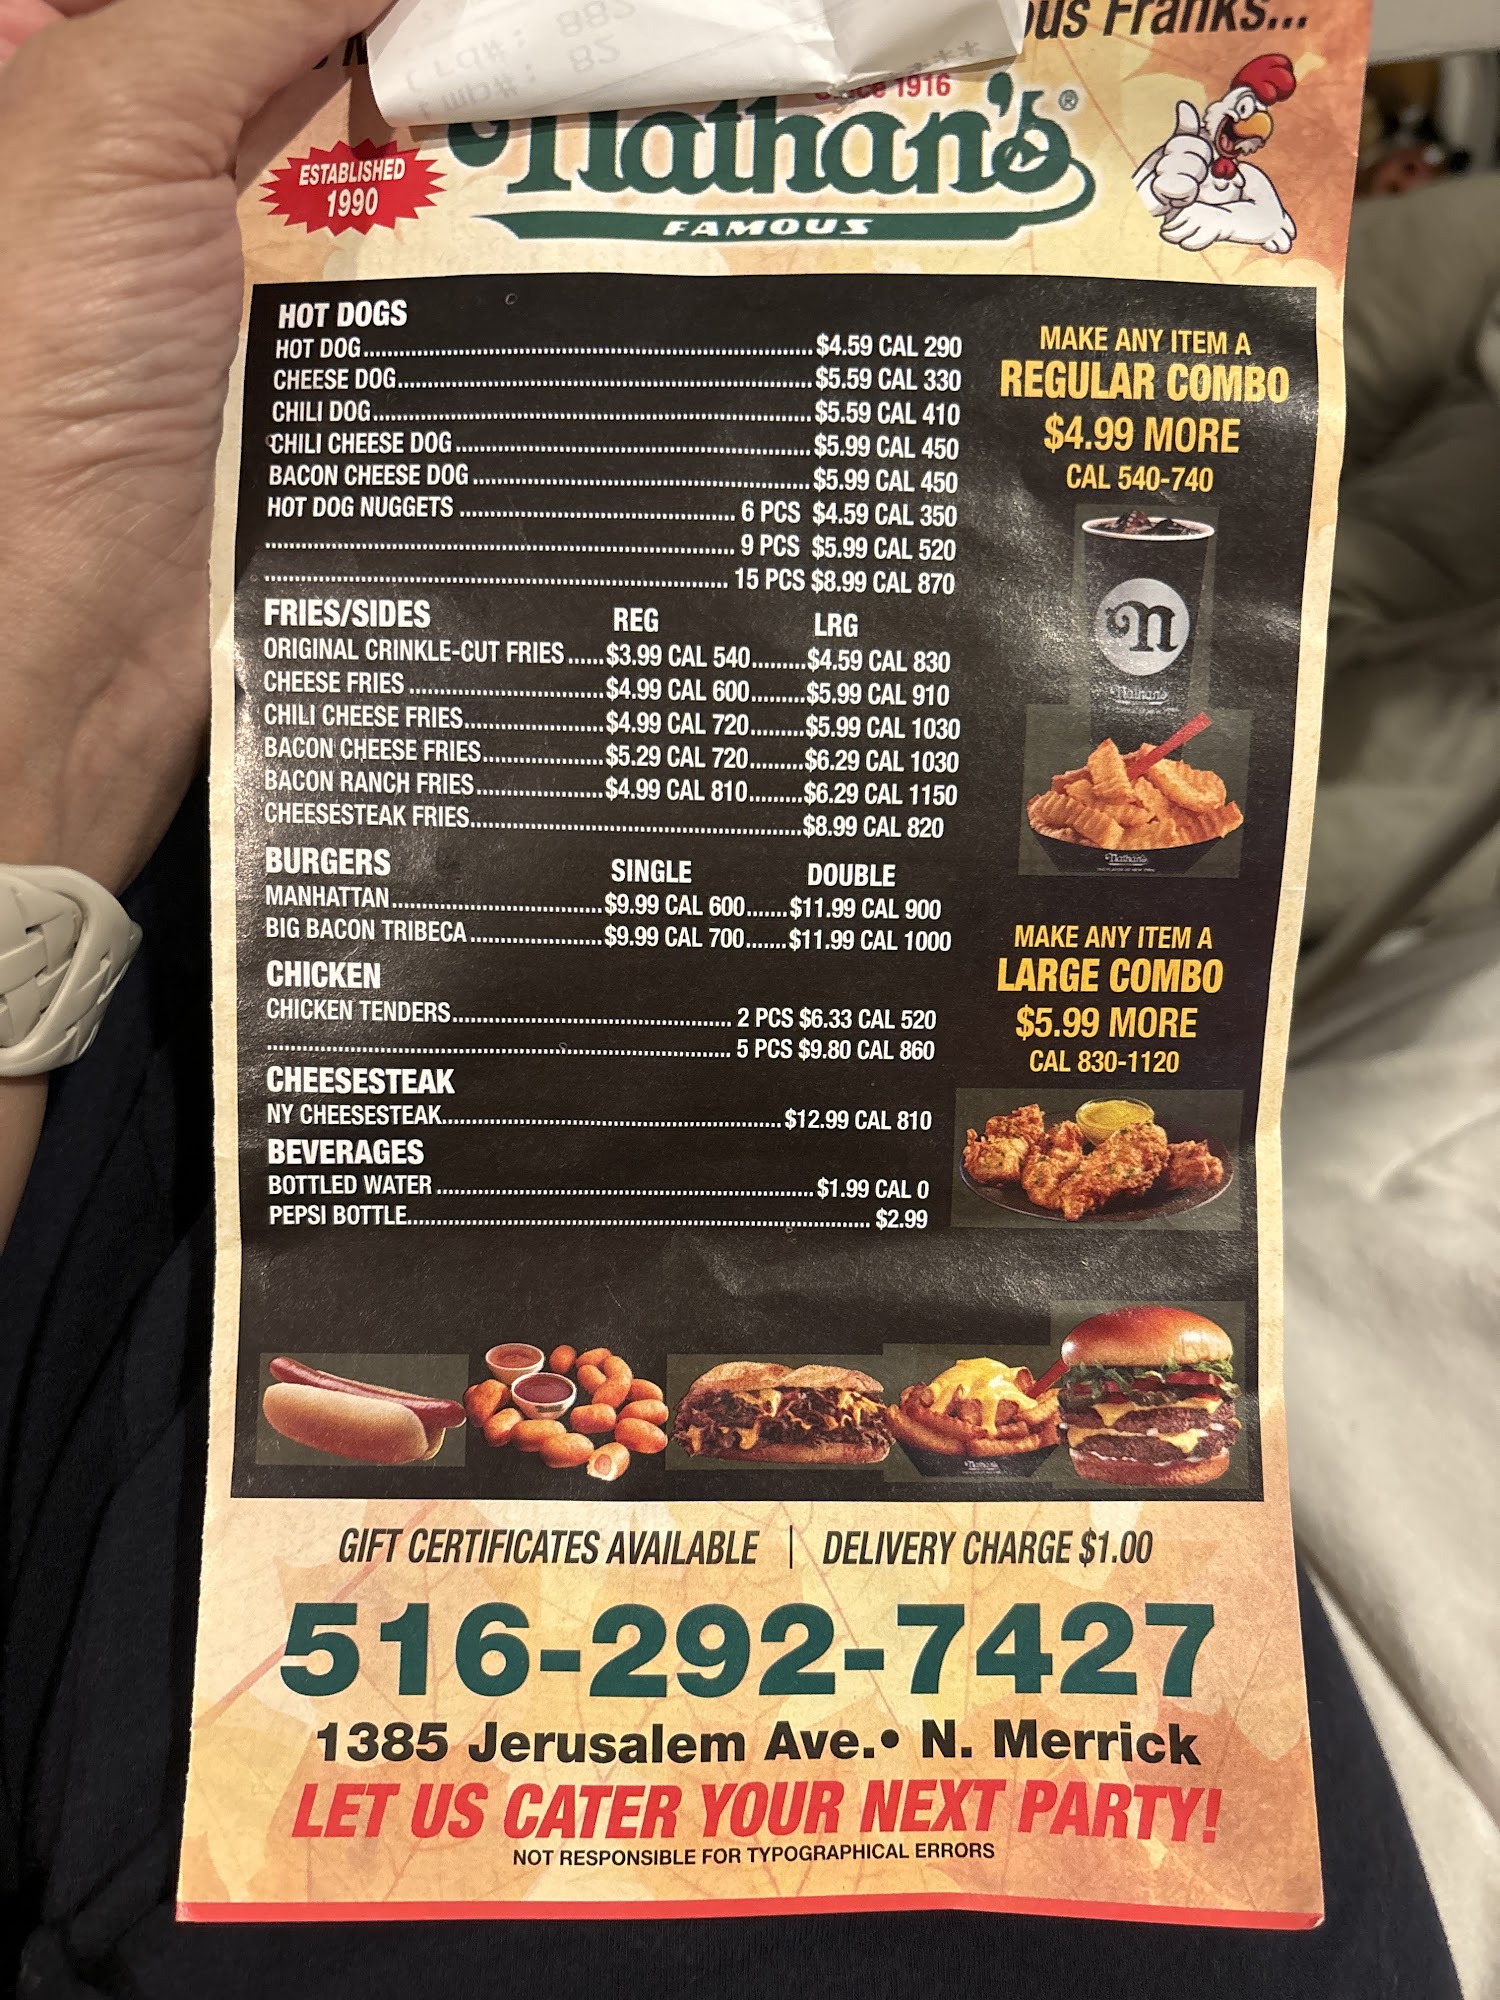 ous Franks...
Since 1916
ESTABLISHED
1990
Nathan's®
FAMOUS
HOT DOGS
HOT DOG.....$4.59 CAL 290
CHEESE DOG.....$5.59 CAL 330
CHILI DOG.....$5.59 CAL 410
CHILI CHEESE DOG.....$5.99 CAL 450
BACON CHEESE DOG.....$5.99 CAL 450
HOT DOG NUGGETS.....6 PCS $4.59 CAL 350
.....9 PCS $5.99 CAL 520
.....15 PCS $8.99 CAL 870
FRIES/SIDES REG LRG
ORIGINAL CRINKLE-CUT FRIES......$3.99 CAL 540.........$4.59 CAL 830
CHEESE FRIES.....$4.99 CAL 600.........$5.99 CAL 910
CHILI CHEESE FRIES.....$4.99 CAL 720.........$5.99 CAL 1030
BACON CHEESE FRIES.....$5.29 CAL 720.........$6.29 CAL 1030
BACON RANCH FRIES.....$4.99 CAL 810.........$6.29 CAL 1150
CHEESESTEAK FRIES.....$8.99 CAL 820
BURGERS SINGLE DOUBLE
MANHATTAN.....$9.99 CAL 600.......$11.99 CAL 900
BIG BACON TRIBECA.....$9.99 CAL 700.......$11.99 CAL 1000
CHICKEN
CHICKEN TENDERS.....2 PCS $6.33 CAL 520
.....5 PCS $9.80 CAL 860
CHEESESTEAK
NY CHEESESTEAK.....$12.99 CAL 810
BEVERAGES
BOTTLED WATER.....$1.99 CAL 0
PEPSI BOTTLE.....$2.99
MAKE ANY ITEM A
REGULAR COMBO
$4.99 MORE
CAL 540-740
n
Nathan's
Nathan's
MAKE ANY ITEM A
LARGE COMBO
$5.99 MORE
CAL 830-1120
Nathan's
GIFT CERTIFICATES AVAILABLE | DELIVERY CHARGE $1.00
516-292-7427
1385 Jerusalem Ave.• N. Merrick
LET US CATER YOUR NEXT PARTY!
NOT RESPONSIBLE FOR TYPOGRAPHICAL ERRORS